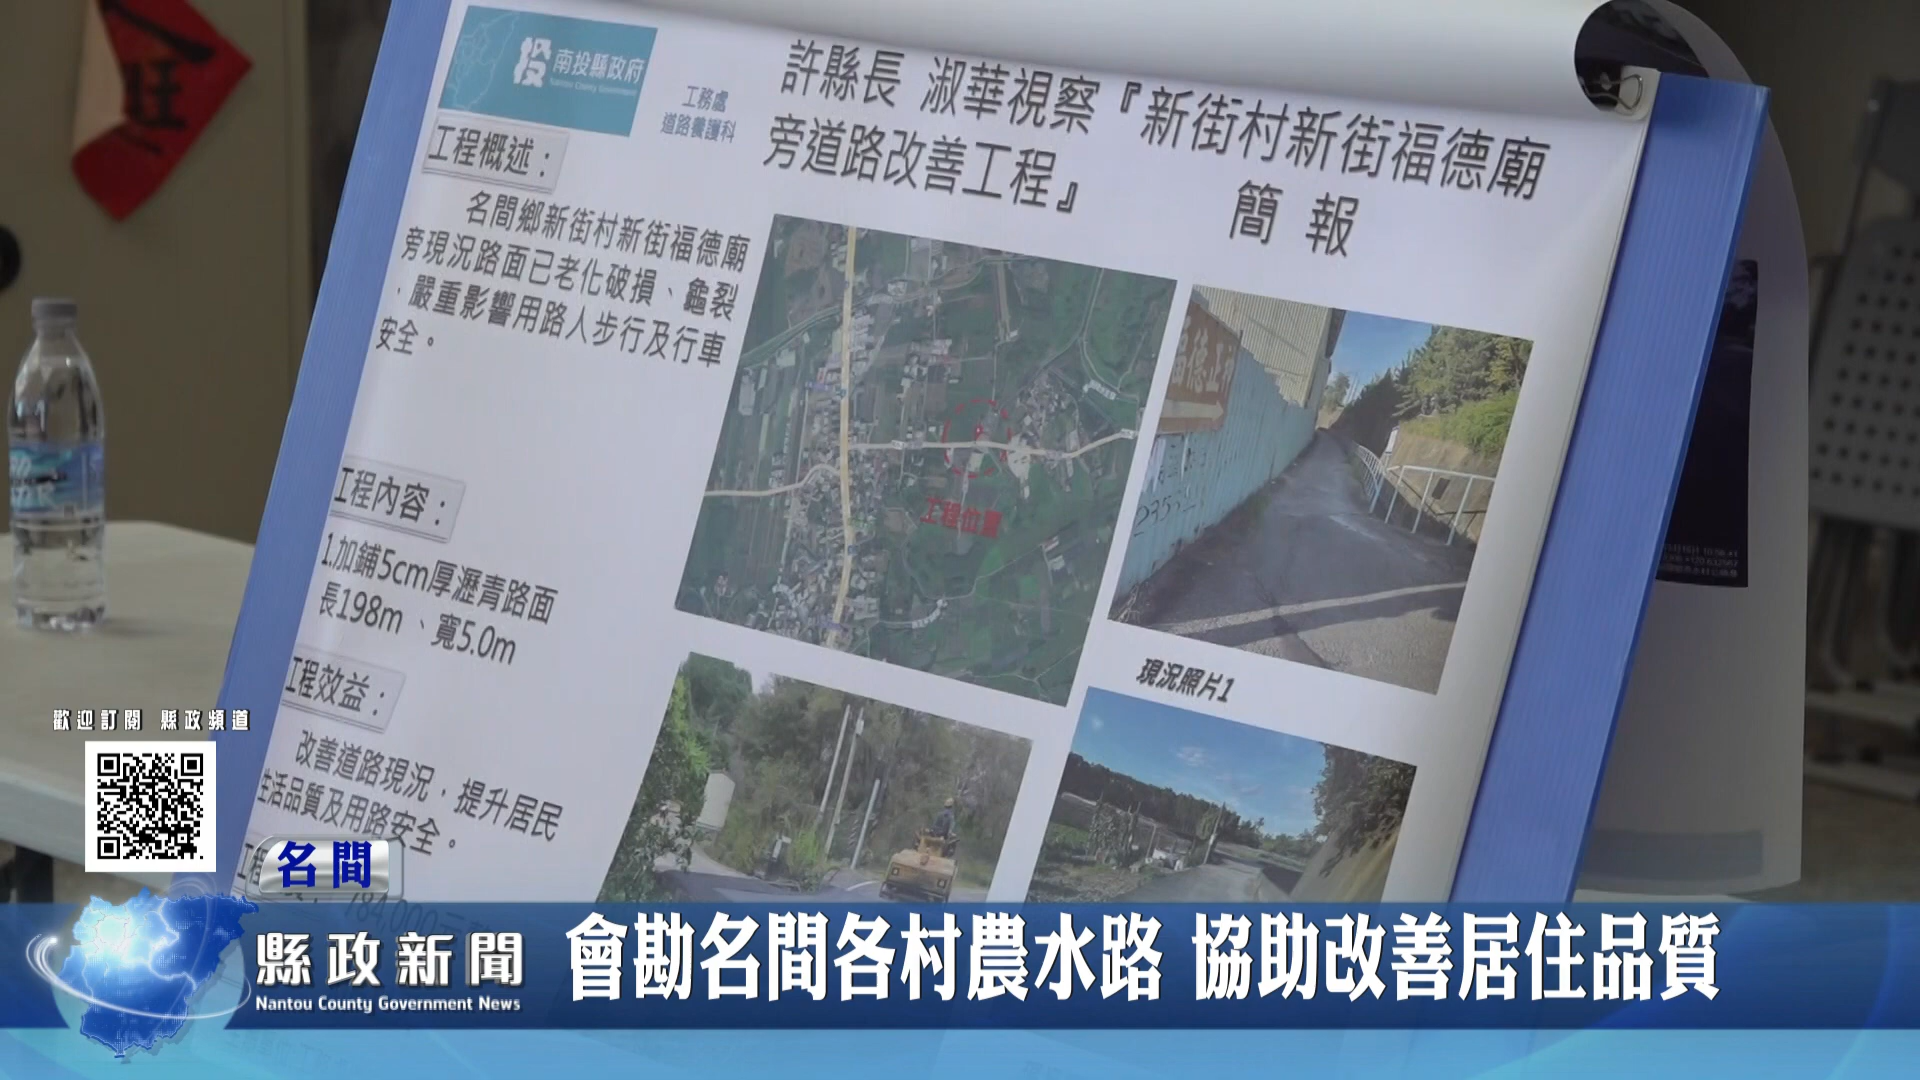 投 南投縣政府
Nantou County Government
工務處
道路養護科
許縣長 淑華視察『新街村新街福德廟
旁道路改善工程』
簡 報
工程概述：
名間鄉新街村新街福德廟
旁現況路面已老化破損、龜裂
，嚴重影響用路人步行及行車
安全。
工程位置
福德正神
現況照片1
工程內容：
1.加鋪5cm厚瀝青路面
長198m 、寬5.0m
工程效益：
改善道路現況，提升居民
生活品質及用路安全。
歡迎訂閱 縣政頻道
名間
縣政新聞
Nantou County Government News
會勘名間各村農水路 協助改善居住品質